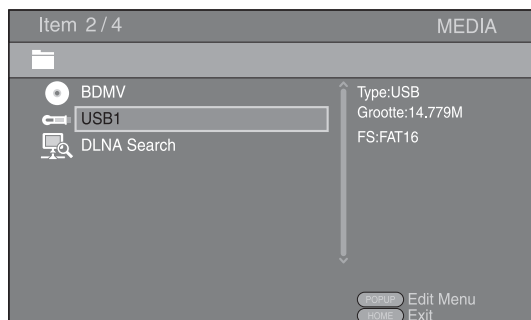 Item 2/4 MEDIA
BDMV
USB1
DLNA Search
Type:USB
Grootte:14.779M
FS:FAT16
POPUP Edit Menu
HOME Exit